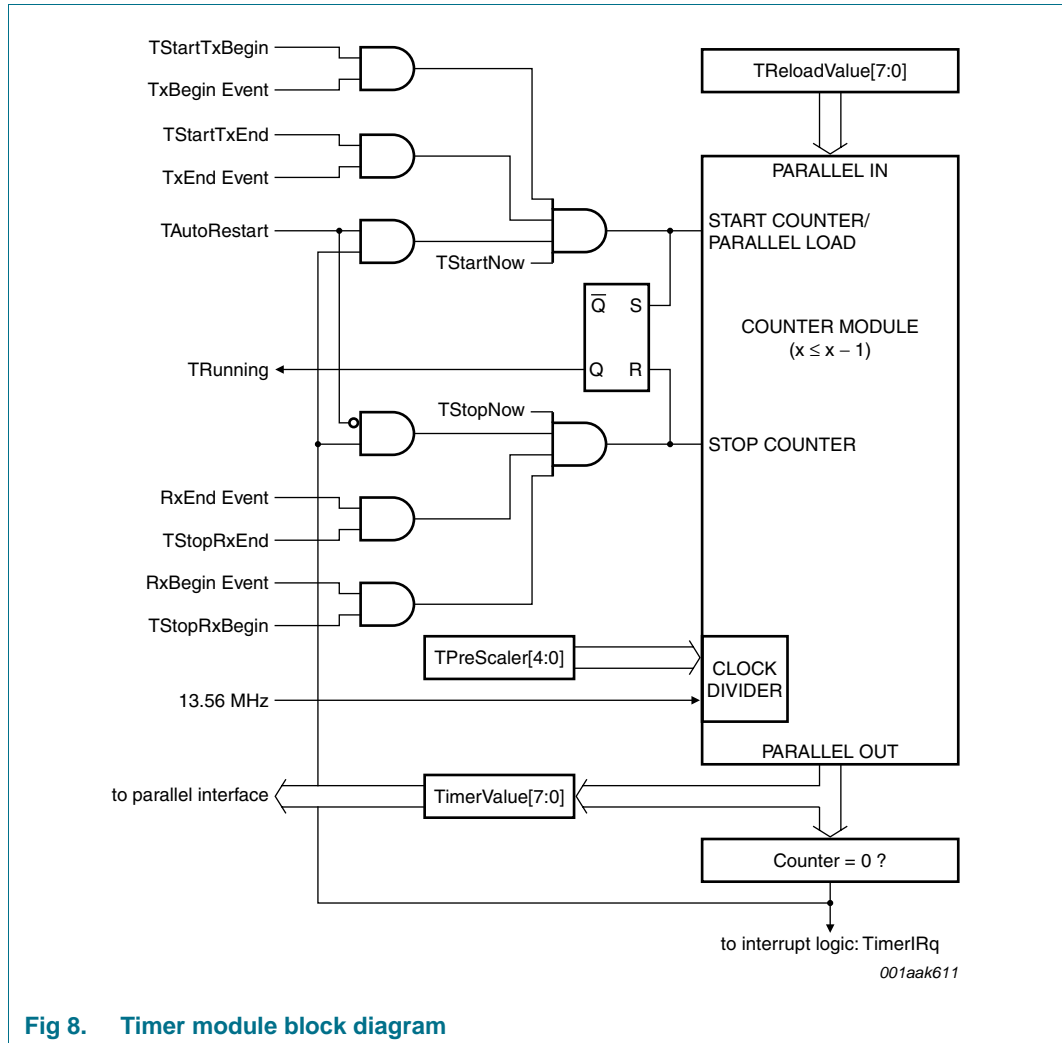 TStartTxBegin
TxBegin Event
TStartTxEnd
TxEnd Event
TAutoRestart
TStartNow
TReloadValue[7:0]
PARALLEL IN
START COUNTER/
PARALLEL LOAD
Q S
COUNTER MODULE
(x ≤ x − 1)
TRunning
Q R
TStopNow
STOP COUNTER
RxEnd Event
TStopRxEnd
RxBegin Event
TStopRxBegin
TPreScaler[4:0]
CLOCK
DIVIDER
13.56 MHz
PARALLEL OUT
to parallel interface
TimerValue[7:0]
Counter = 0 ?
to interrupt logic: TimerIRq
001aak611
Fig 8. Timer module block diagram